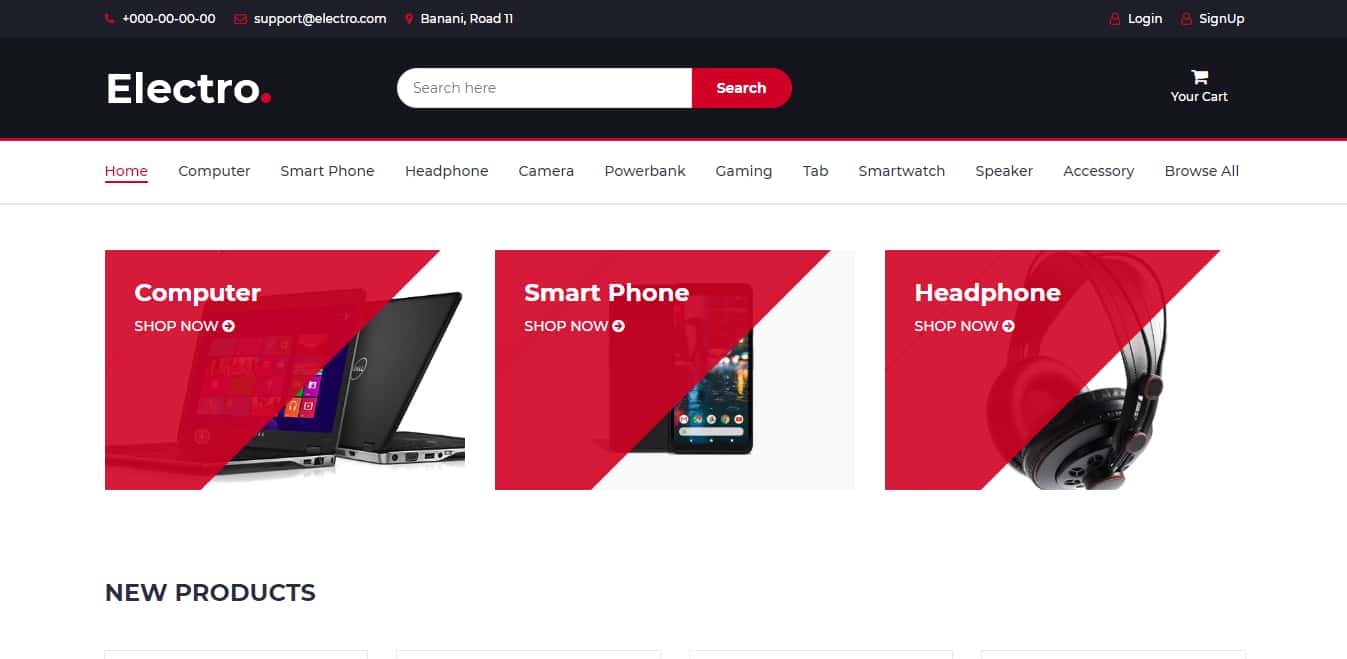 +000-00-00-00 support@electro.com Banani, Road 11 Login SignUp
Electro.
Search here Search
Your Cart
Home Computer Smart Phone Headphone Camera Powerbank Gaming Tab Smartwatch Speaker Accessory Browse All
Computer
SHOP NOW
Smart Phone
SHOP NOW
Headphone
SHOP NOW
DELL
NEW PRODUCTS